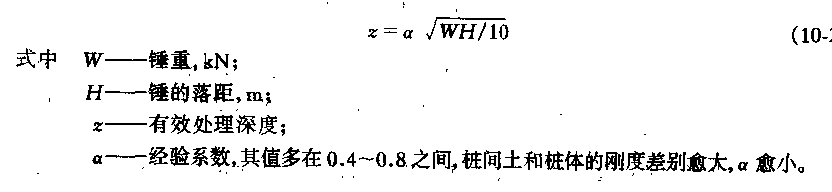 z = α √WH/10 (10-
式中 W——锤重,kN;
H——锤的落距,m;
z——有效处理深度;
α——经验系数,其值多在0.4~0.8之间,桩间土和桩体的刚度差别愈大,α愈小。